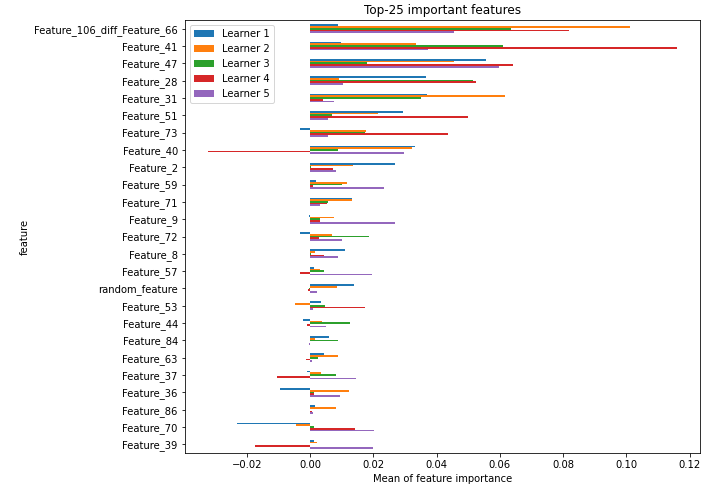 Top-25 important features
Learner 1
Learner 2
Learner 3
Learner 4
Learner 5
feature
Feature_106_diff_Feature_66
Feature_41
Feature_47
Feature_28
Feature_31
Feature_51
Feature_73
Feature_40
Feature_2
Feature_59
Feature_71
Feature_9
Feature_72
Feature_8
Feature_57
random_feature
Feature_53
Feature_44
Feature_84
Feature_63
Feature_37
Feature_36
Feature_86
Feature_70
Feature_39
−0.02 0.00 0.02 0.04 0.06 0.08 0.10 0.12
Mean of feature importance